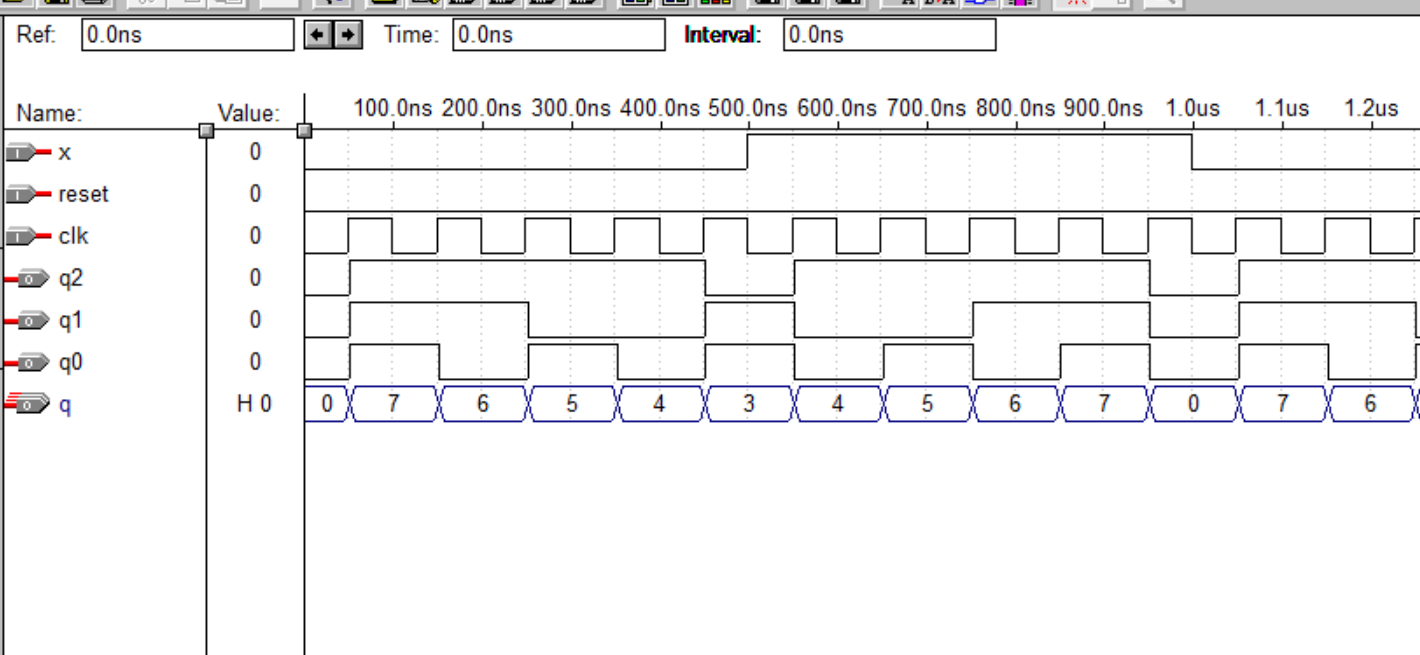 Ref: 0.0ns Time: 0.0ns Interval: 0.0ns
Name: Value: 100.0ns 200.0ns 300.0ns 400.0ns 500.0ns 600.0ns 700.0ns 800.0ns 900.0ns 1.0us 1.1us 1.2us
I x 0
I reset 0
I clk 0
O q2 0
O q1 0
O q0 0
O q H 0 0 7 6 5 4 3 4 5 6 7 0 7 6